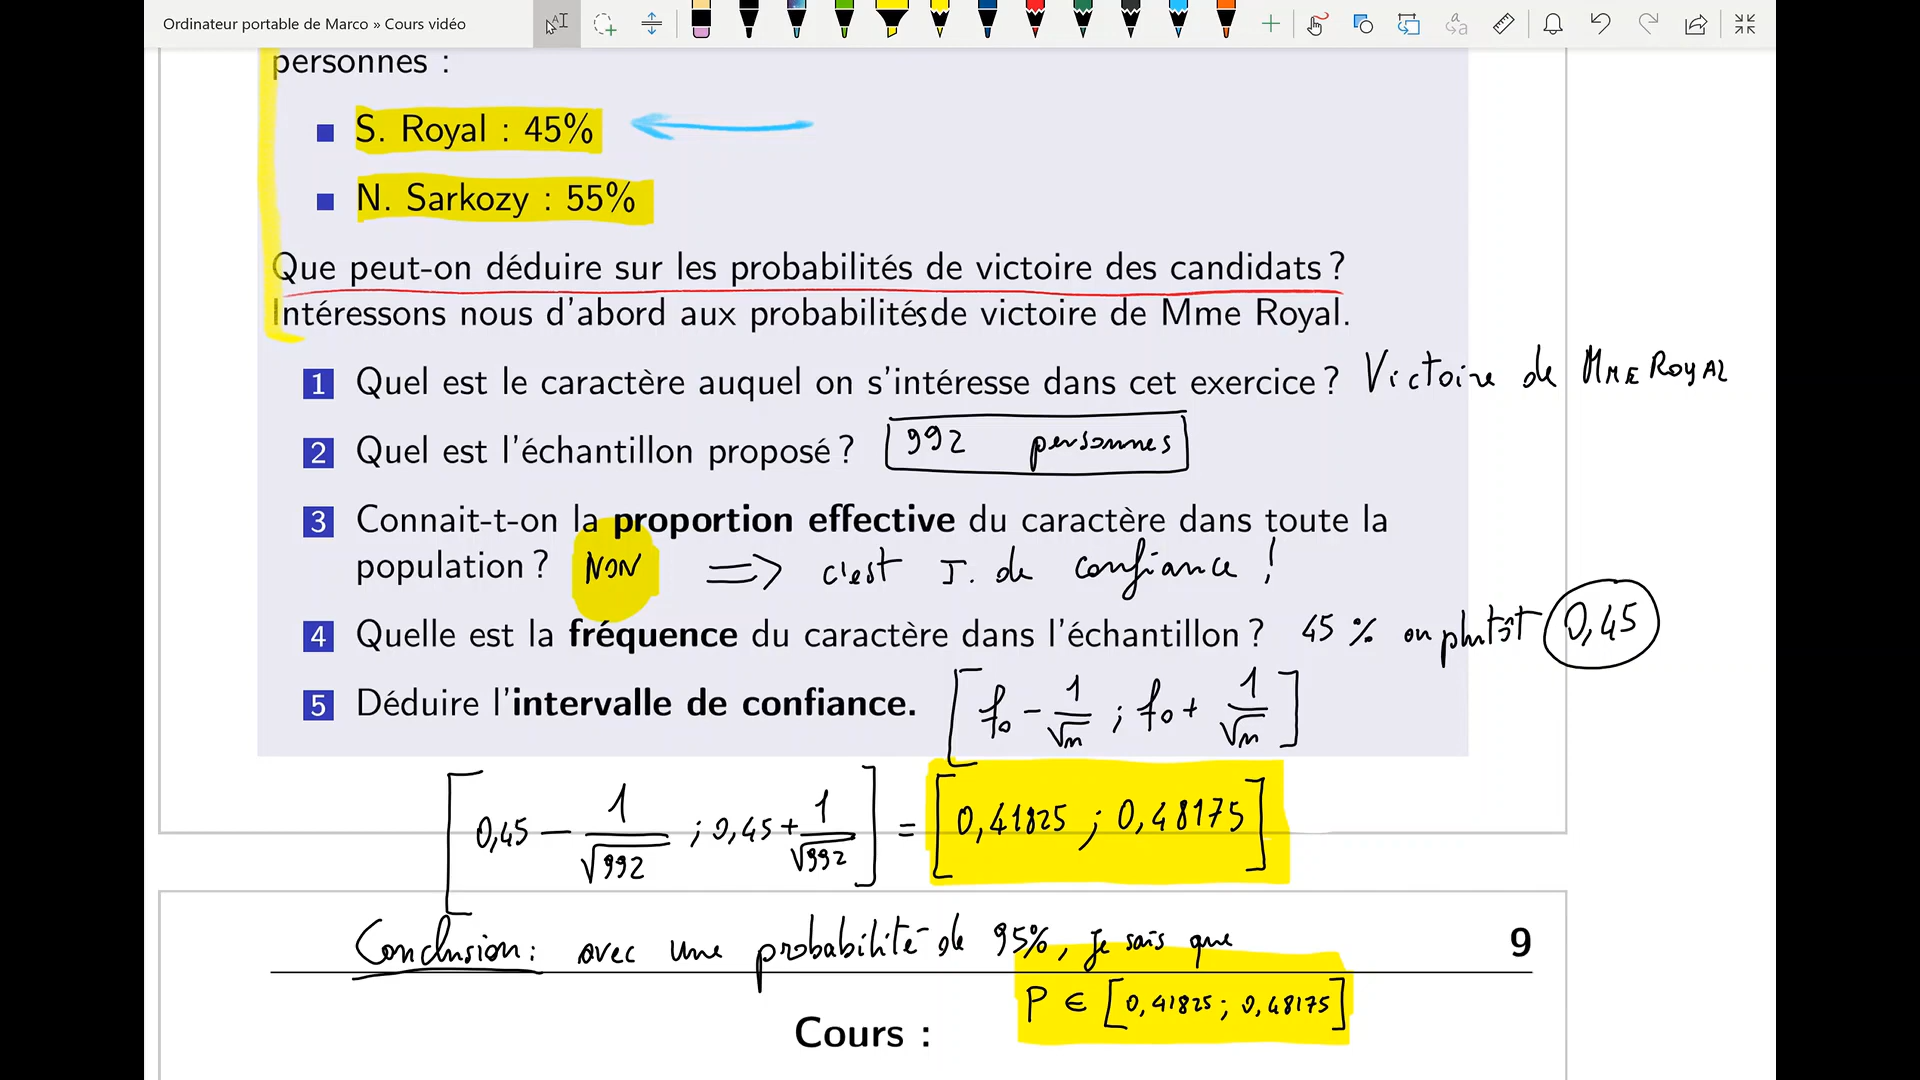 Ordinateur portable de Marco » Cours vidéo
personnes :
S. Royal : 45%
N. Sarkozy : 55%
Que peut-on déduire sur les probabilités de victoire des candidats ?
Intéressons nous d'abord aux probabilités de victoire de Mme Royal.
1 Quel est le caractère auquel on s'intéresse dans cet exercice ? Victoire de MME ROYAL
2 Quel est l'échantillon proposé ? 992 personnes
3 Connait-t-on la proportion effective du caractère dans toute la
population ? NON => c'est I. de confiance !
4 Quelle est la fréquence du caractère dans l'échantillon ? 45 % ou plutôt 0,45
5 Déduire l'intervalle de confiance. [f₀ - 1/√n ; f₀ + 1/√n]
[0,45 - 1/√992 ; 0,45 + 1/√992] = [0,41825 ; 0,48175]
Conclusion : avec une probabilité de 95%, je sais que
9
P ∈ [0,41825 ; 0,48175]
Cours :